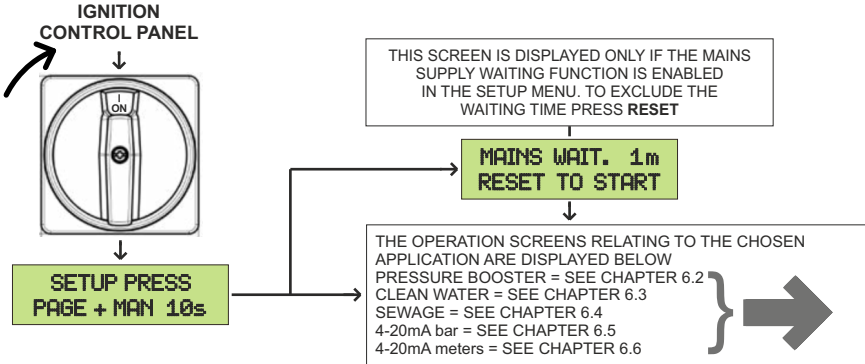 IGNITION
CONTROL PANEL
I
ON
SETUP PRESS
PAGE + MAN 10s
THIS SCREEN IS DISPLAYED ONLY IF THE MAINS
SUPPLY WAITING FUNCTION IS ENABLED
IN THE SETUP MENU. TO EXCLUDE THE
WAITING TIME PRESS RESET
MAINS WAIT. 1m
RESET TO START
THE OPERATION SCREENS RELATING TO THE CHOSEN
APPLICATION ARE DISPLAYED BELOW
PRESSURE BOOSTER = SEE CHAPTER 6.2
CLEAN WATER = SEE CHAPTER 6.3
SEWAGE = SEE CHAPTER 6.4
4-20mA bar = SEE CHAPTER 6.5
4-20mA meters = SEE CHAPTER 6.6